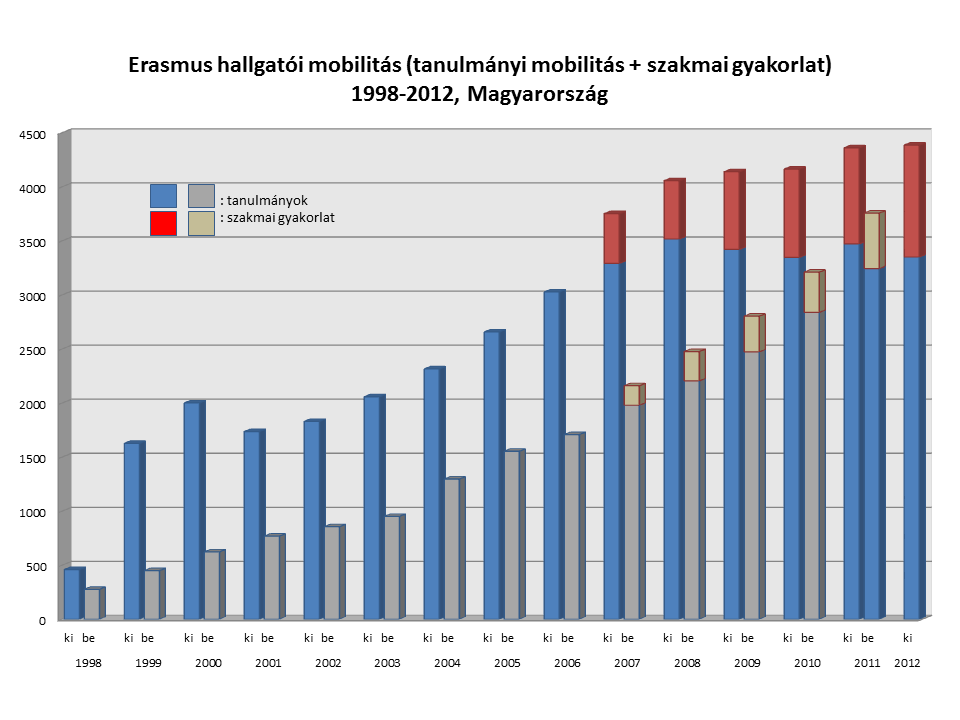 Erasmus hallgatói mobilitás (tanulmányi mobilitás + szakmai gyakorlat)
1998-2012, Magyarország
4500
4000
3500
3000
2500
2000
1500
1000
500
0
: tanulmányok
: szakmai gyakorlat
ki be ki be ki be ki be ki be ki be ki be ki be ki be ki be ki be ki be ki be ki be ki
1998 1999 2000 2001 2002 2003 2004 2005 2006 2007 2008 2009 2010 2011 2012